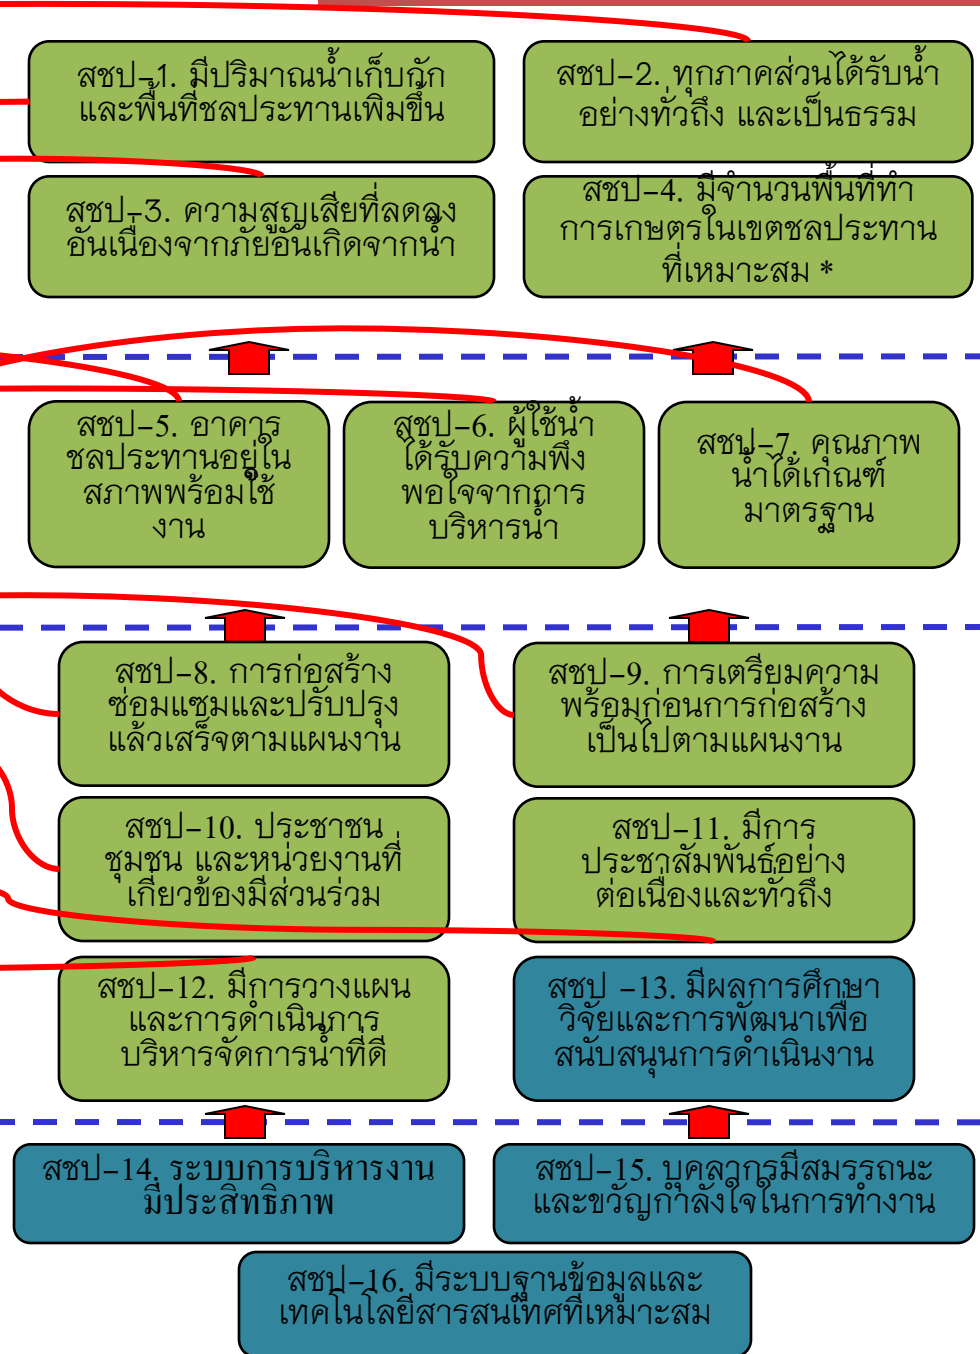 สชป-1. มีปริมาณน้ำเก็บกัก
และพื้นที่ชลประทานเพิ่มขึ้น
สชป-2. ทุกภาคส่วนได้รับน้ำ
อย่างทั่วถึง และเป็นธรรม
สชป-3. ความสูญเสียที่ลดลง
อันเนื่องจากภัยอันเกิดจากน้ำ
สชป-4. มีจำนวนพื้นที่ทำ
การเกษตรในเขตชลประทาน
ที่เหมาะสม *
สชป-5. อาคาร
ชลประทานอยู่ใน
สภาพพร้อมใช้
งาน
สชป-6. ผู้ใช้น้ำ
ได้รับความพึง
พอใจจากการ
บริหารน้ำ
สชป-7. คุณภาพ
น้ำได้เกณฑ์
มาตรฐาน
สชป-8. การก่อสร้าง
ซ่อมแซมและปรับปรุง
แล้วเสร็จตามแผนงาน
สชป-9. การเตรียมความ
พร้อมก่อนการก่อสร้าง
เป็นไปตามแผนงาน
สชป-10. ประชาชน
ชุมชน และหน่วยงานที่
เกี่ยวข้องมีส่วนร่วม
สชป-11. มีการ
ประชาสัมพันธ์อย่าง
ต่อเนื่องและทั่วถึง
สชป-12. มีการวางแผน
และการดำเนินการ
บริหารจัดการน้ำที่ดี
สชป -13. มีผลการศึกษา
วิจัยและการพัฒนาเพื่อ
สนับสนุนการดำเนินงาน
สชป-14. ระบบการบริหารงาน
มีประสิทธิภาพ
สชป-15. บุคลากรมีสมรรถนะ
และขวัญกำลังใจในการทำงาน
สชป-16. มีระบบฐานข้อมูลและ
เทคโนโลยีสารสนเทศที่เหมาะสม